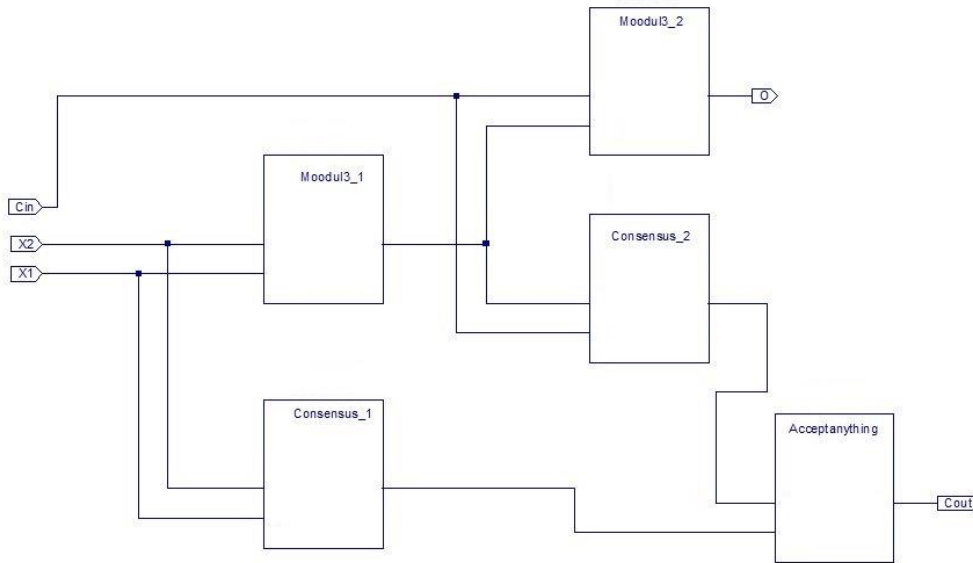 Moodul3_2
O
Moodul3_1
Cin
X2
X1
Consensus_2
Consensus_1
Acceptanything
Cout